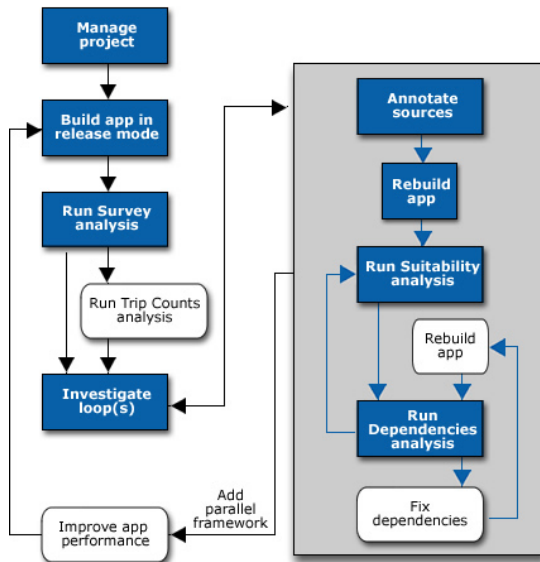 Manage
project
Build app in
release mode
Run Survey
analysis
Run Trip Counts
analysis
Investigate
loop(s)
Improve app
performance
Add
parallel
framework
Annotate
sources
Rebuild
app
Run Suitability
analysis
Rebuild
app
Run
Dependencies
analysis
Fix
dependencies